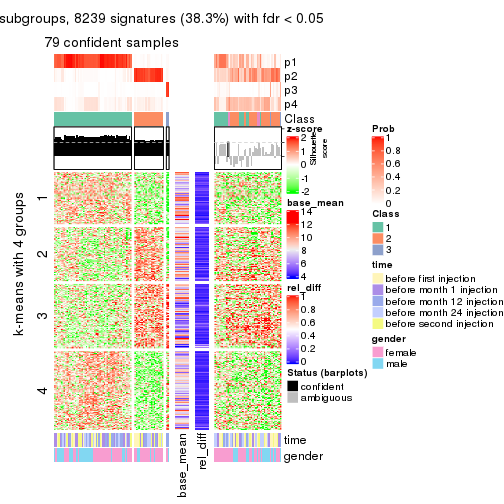 subgroups, 8239 signatures (38.3%) with fdr < 0.05
79 confident samples
p1
p2
p3
p4
Class
Silhouette
score
k-means with 4 groups
1
2
3
4
time
gender
base_mean
rel_diff
z-score
2
1
0
-1
-2
base_mean
14
12
10
8
6
4
rel_diff
1
0.8
0.6
0.4
0.2
0
Status (barplots)
confident
ambiguous
Prob
1
0.8
0.6
0.4
0.2
0
Class
1
2
3
time
before first injection
before month 1 injection
before month 12 injection
before month 24 injection
before second injection
gender
female
male